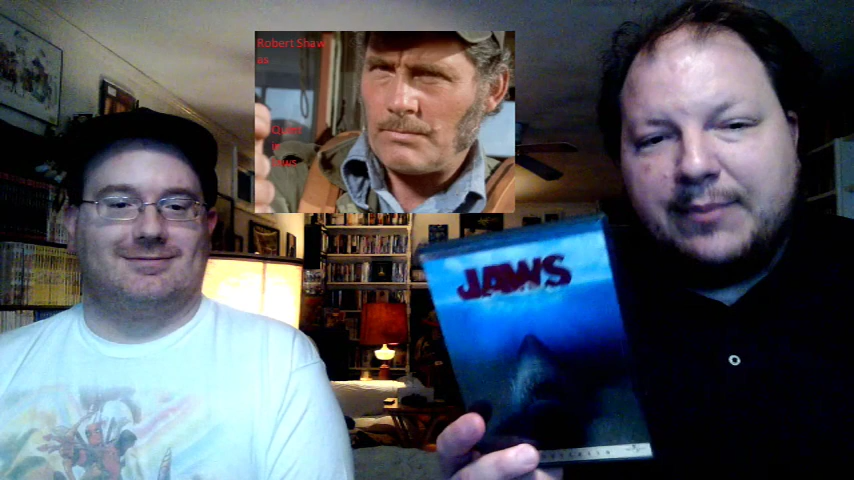 Robert Shaw
as
Quint
in
Jaws
JAWS